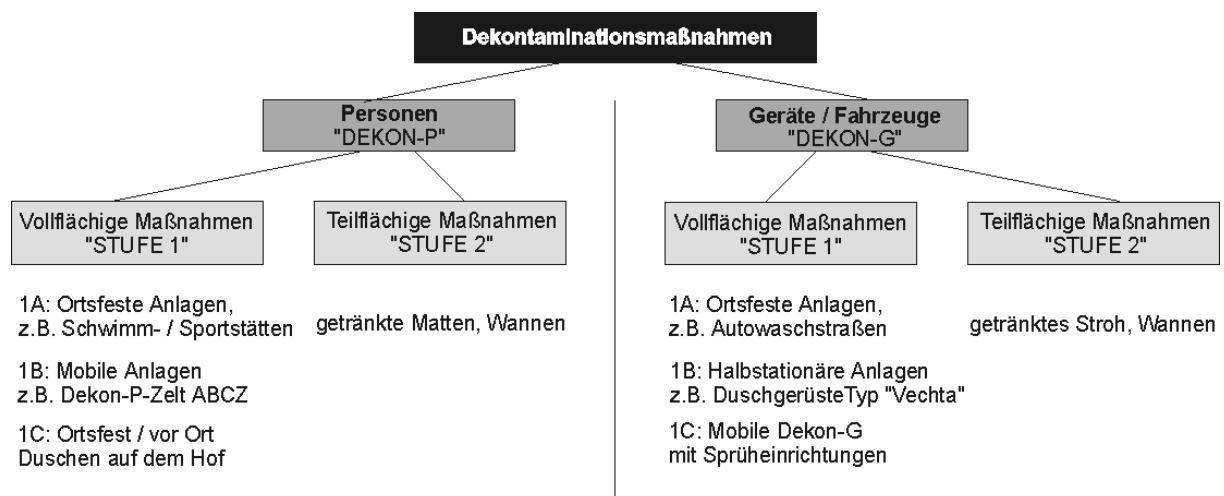 Dekontaminationsmaßnahmen
Personen
"DEKON-P"
Vollflächige Maßnahmen
"STUFE 1"
Teilflächige Maßnahmen
"STUFE 2"
1A: Ortsfeste Anlagen,
z.B. Schwimm- / Sportstätten
getränkte Matten, Wannen
1B: Mobile Anlagen
z.B. Dekon-P-Zelt ABCZ
1C: Ortsfest / vor Ort
Duschen auf dem Hof
Geräte / Fahrzeuge
"DEKON-G"
Vollflächige Maßnahmen
"STUFE 1"
Teilflächige Maßnahmen
"STUFE 2"
1A: Ortsfeste Anlagen,
z.B. Autowaschstraßen
getränktes Stroh, Wannen
1B: Halbstationäre Anlagen
z.B. DuschgerüsteTyp "Vechta"
1C: Mobile Dekon-G
mit Sprüheinrichtungen